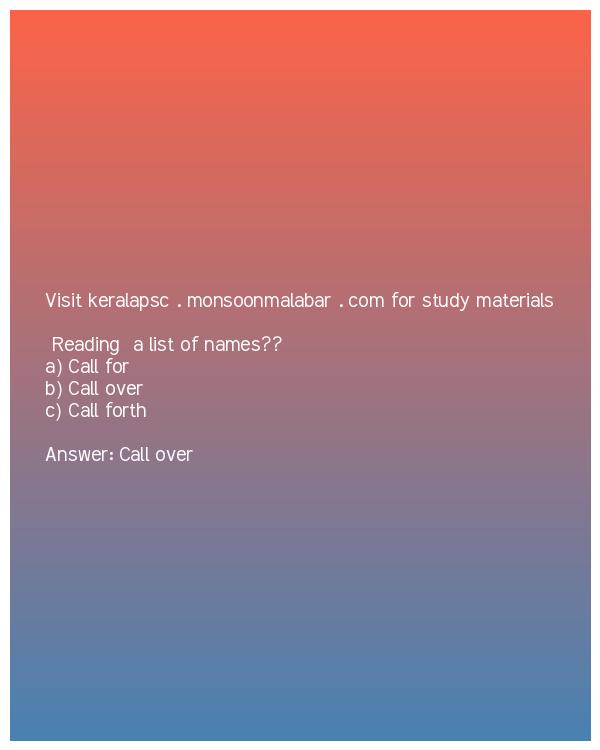 Visit keralapsc . monsoonmalabar . com for study materials
Reading  a list of names??
a) Call for
b) Call over
c) Call forth
Answer: Call over